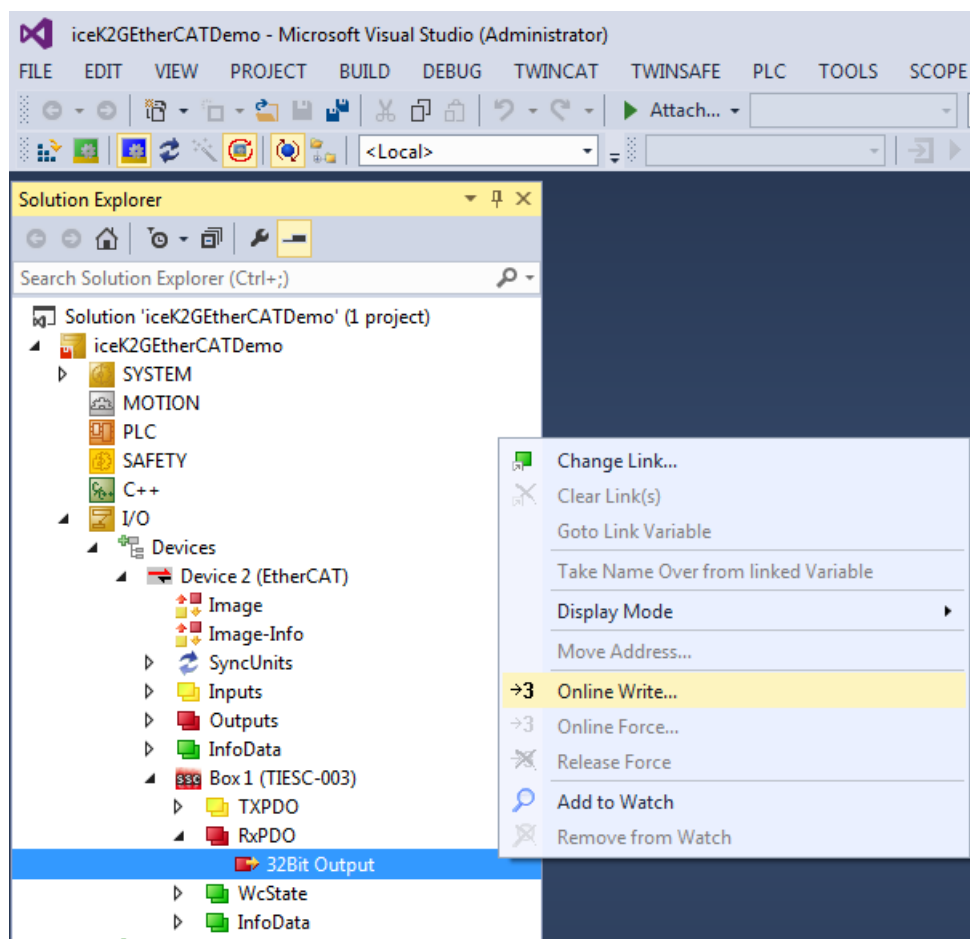 iceK2GEtherCATDemo - Microsoft Visual Studio (Administrator)
FILE EDIT VIEW PROJECT BUILD DEBUG TWINCAT TWINSAFE PLC TOOLS SCOPE
Attach...
<Local>
Solution Explorer
Search Solution Explorer (Ctrl+;)
Solution 'iceK2GEtherCATDemo' (1 project)
iceK2GEtherCATDemo
SYSTEM
MOTION
PLC
SAFETY
C++
I/O
Devices
Device 2 (EtherCAT)
Image
Image-Info
SyncUnits
Inputs
Outputs
InfoData
Box 1 (TIESC-003)
TXPDO
RxPDO
32Bit Output
WcState
InfoData
Change Link...
Clear Link(s)
Goto Link Variable
Take Name Over from linked Variable
Display Mode
Move Address...
Online Write...
Online Force...
Release Force
Add to Watch
Remove from Watch